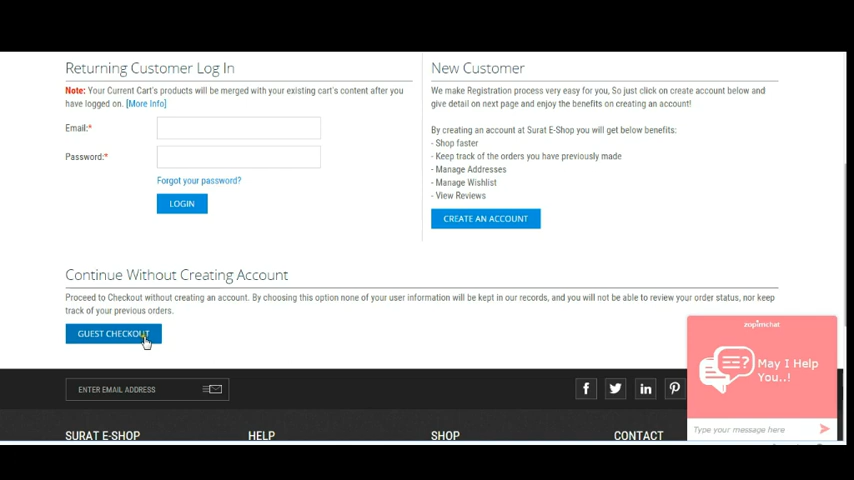 Returning Customer Log In
Note: Your Current Cart's products will be merged with your existing cart's content after you
have logged on. [More Info]
Email:*
Password:*
Forgot your password?
LOGIN
New Customer
We make Registration process very easy for you, So just click on create account below and
give detail on next page and enjoy the benefits on creating an account!
By creating an account at Surat E-Shop you will get below benefits:
- Shop faster
- Keep track of the orders you have previously made
- Manage Addresses
- Manage Wishlist
- View Reviews
CREATE AN ACCOUNT
Continue Without Creating Account
Proceed to Checkout without creating an account. By choosing this option none of your user information will be kept in our records, and you will not be able to review your order status, nor keep
track of your previous orders.
GUEST CHECKOUT
zopimchat
May I Help
You..!
Type your message here
ENTER EMAIL ADDRESS
SURAT E-SHOP
HELP
SHOP
CONTACT